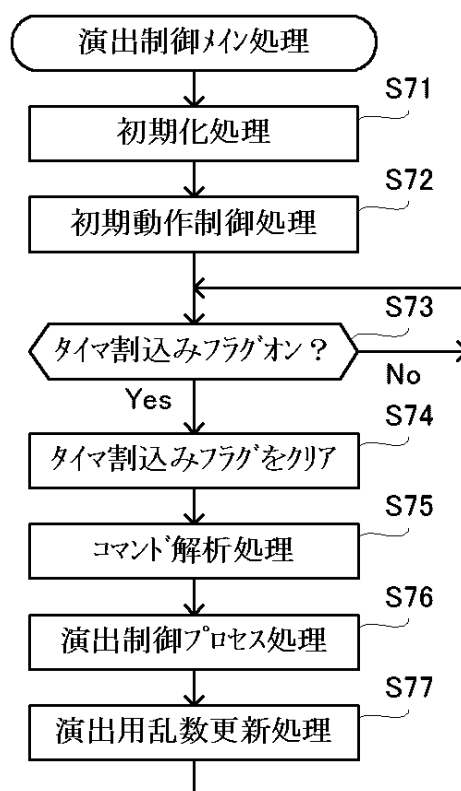 演出制御ﾒｲﾝ処理
S71
初期化処理
S72
初期動作制御処理
S73
ﾀｲﾏ割込みﾌﾗｸﾞｵﾝ？
No
Yes
S74
ﾀｲﾏ割込みﾌﾗｸﾞをｸﾘｱ
S75
ｺﾏﾝﾄﾞ解析処理
S76
演出制御ﾌﾟﾛｾｽ処理
S77
演出用乱数更新処理